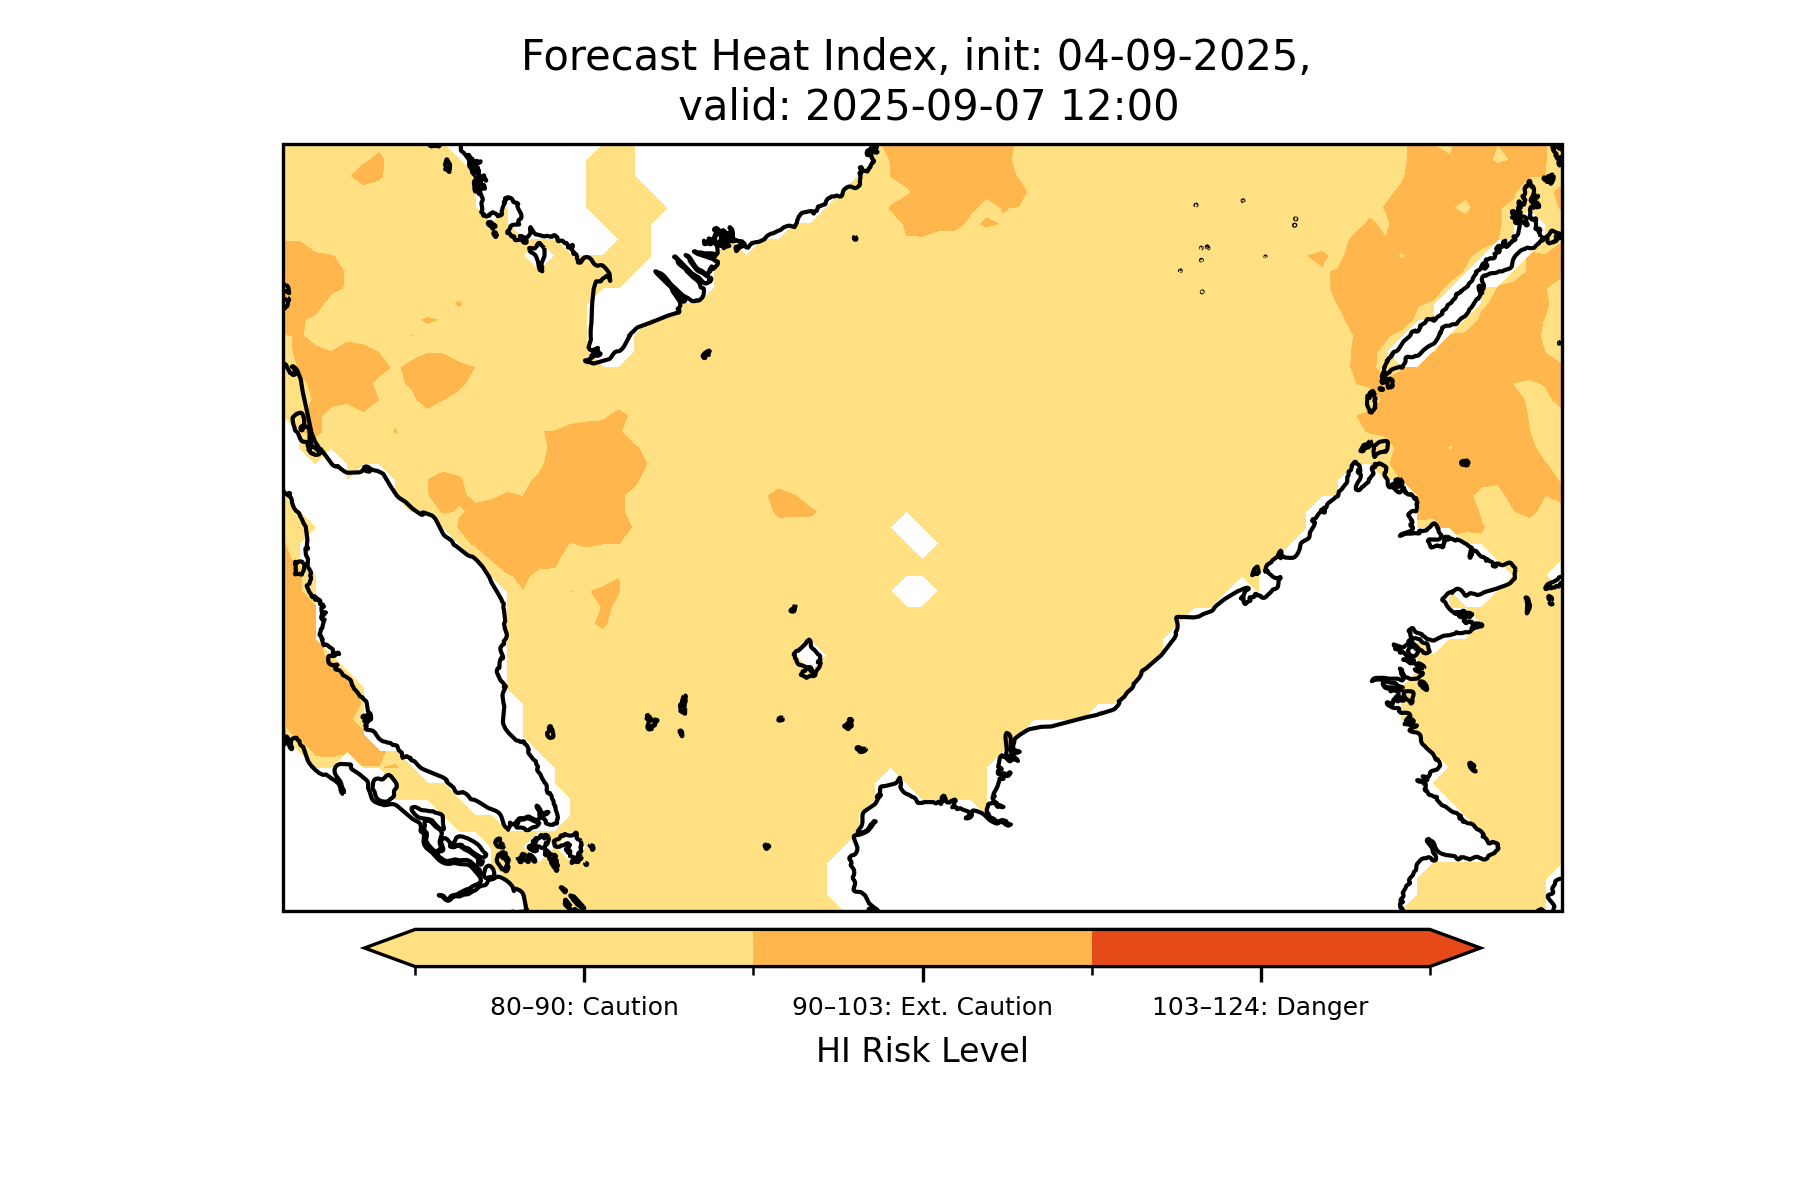 Forecast Heat Index, init: 04-09-2025,
valid: 2025-09-07 12:00
80–90: Caution
90–103: Ext. Caution
103–124: Danger
HI Risk Level